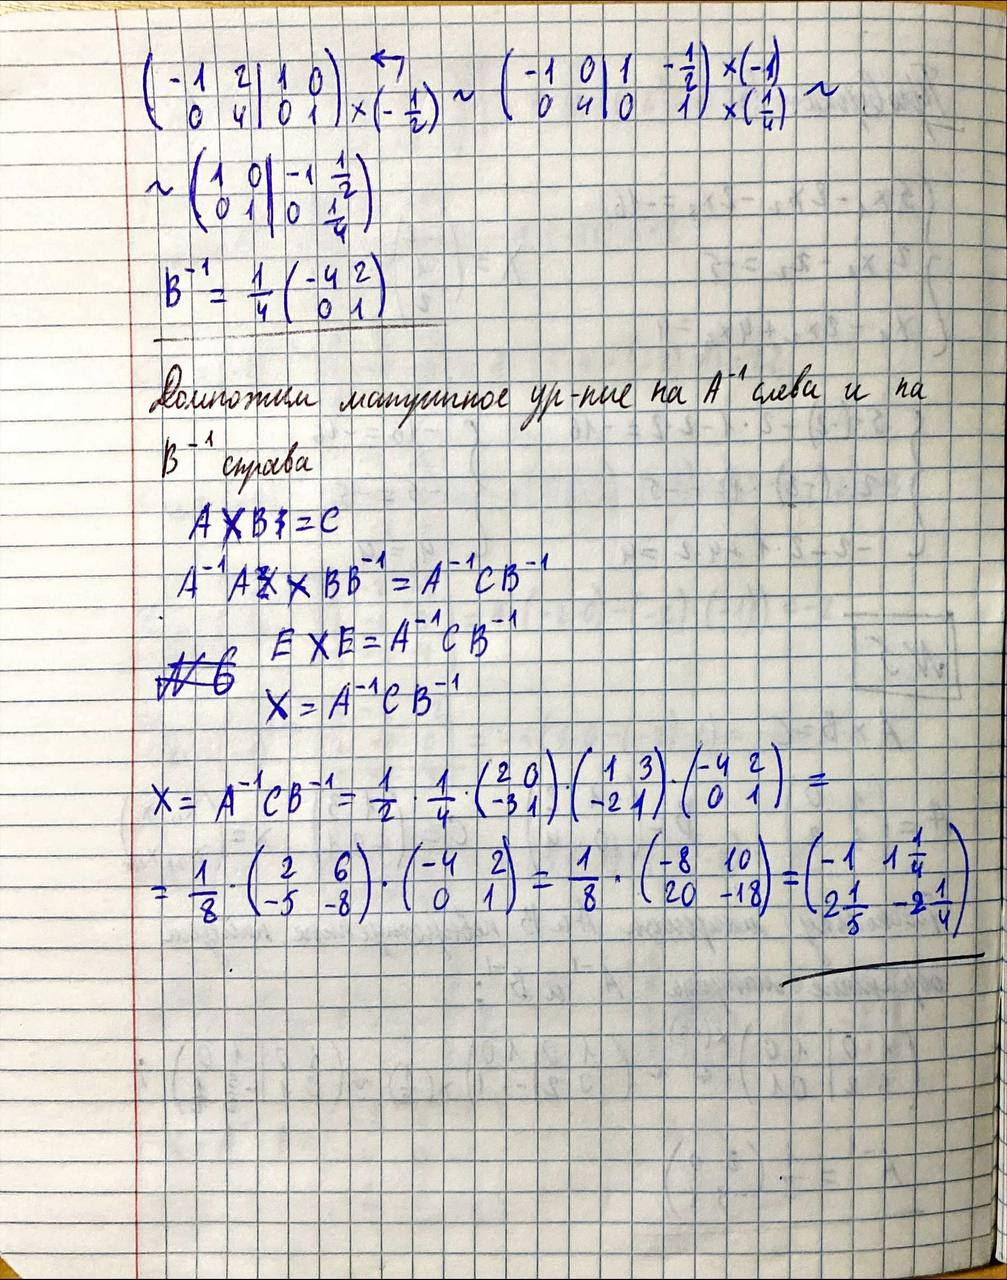 (-1 2 | 1 0) ↰ ~ (-1 0 | 1 -1/2) ×(-1) ~
(0 4 | 0 1) ×(-1/2) (0 4 | 0 1) ×(1/4)
~ (1 0 | -1 1/2)
(0 1 | 0 1/4)
B⁻¹ = 1/4 (-4 2)
(0 1)
Домножим матричное ур-ние на A⁻¹ слева и на
B⁻¹ справа
A X B = C
A⁻¹A X BB⁻¹ = A⁻¹CB⁻¹
E X E = A⁻¹CB⁻¹
N 6
X = A⁻¹CB⁻¹
X = A⁻¹CB⁻¹ = 1/2 · 1/4 · (2 0) · (1 3) · (-4 2) =
(-3 1) (-2 1) (0 1)
= 1/8 · (2 6) · (-4 2) = 1/8 · (-8 10) = (-1 1 1/4)
(-5 -8) (0 1) (20 -18) (2 1/5 -2 1/4)